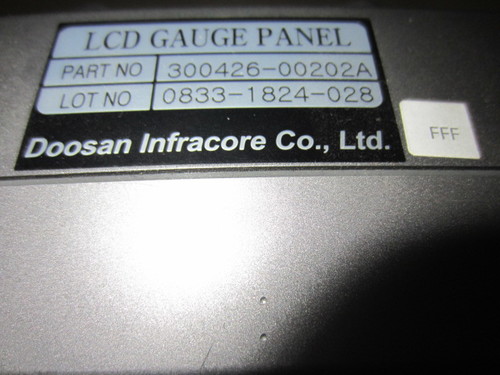 LCD GAUGE PANEL
PART NO 300426-00202A
LOT NO 0833-1824-028
FFF
Doosan Infracore Co., Ltd.